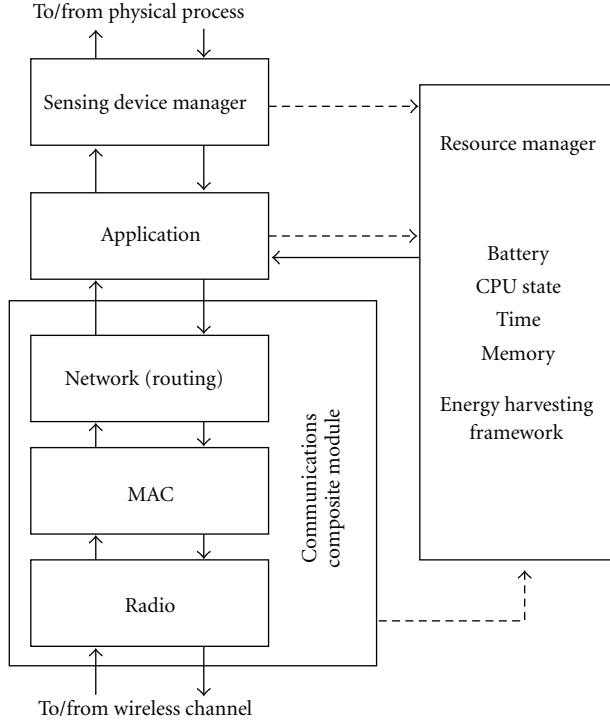 To/from physical process
Sensing device manager
Application
Network (routing)
MAC
Radio
Communications
composite module
To/from wireless channel
Resource manager
Battery
CPU state
Time
Memory
Energy harvesting
framework